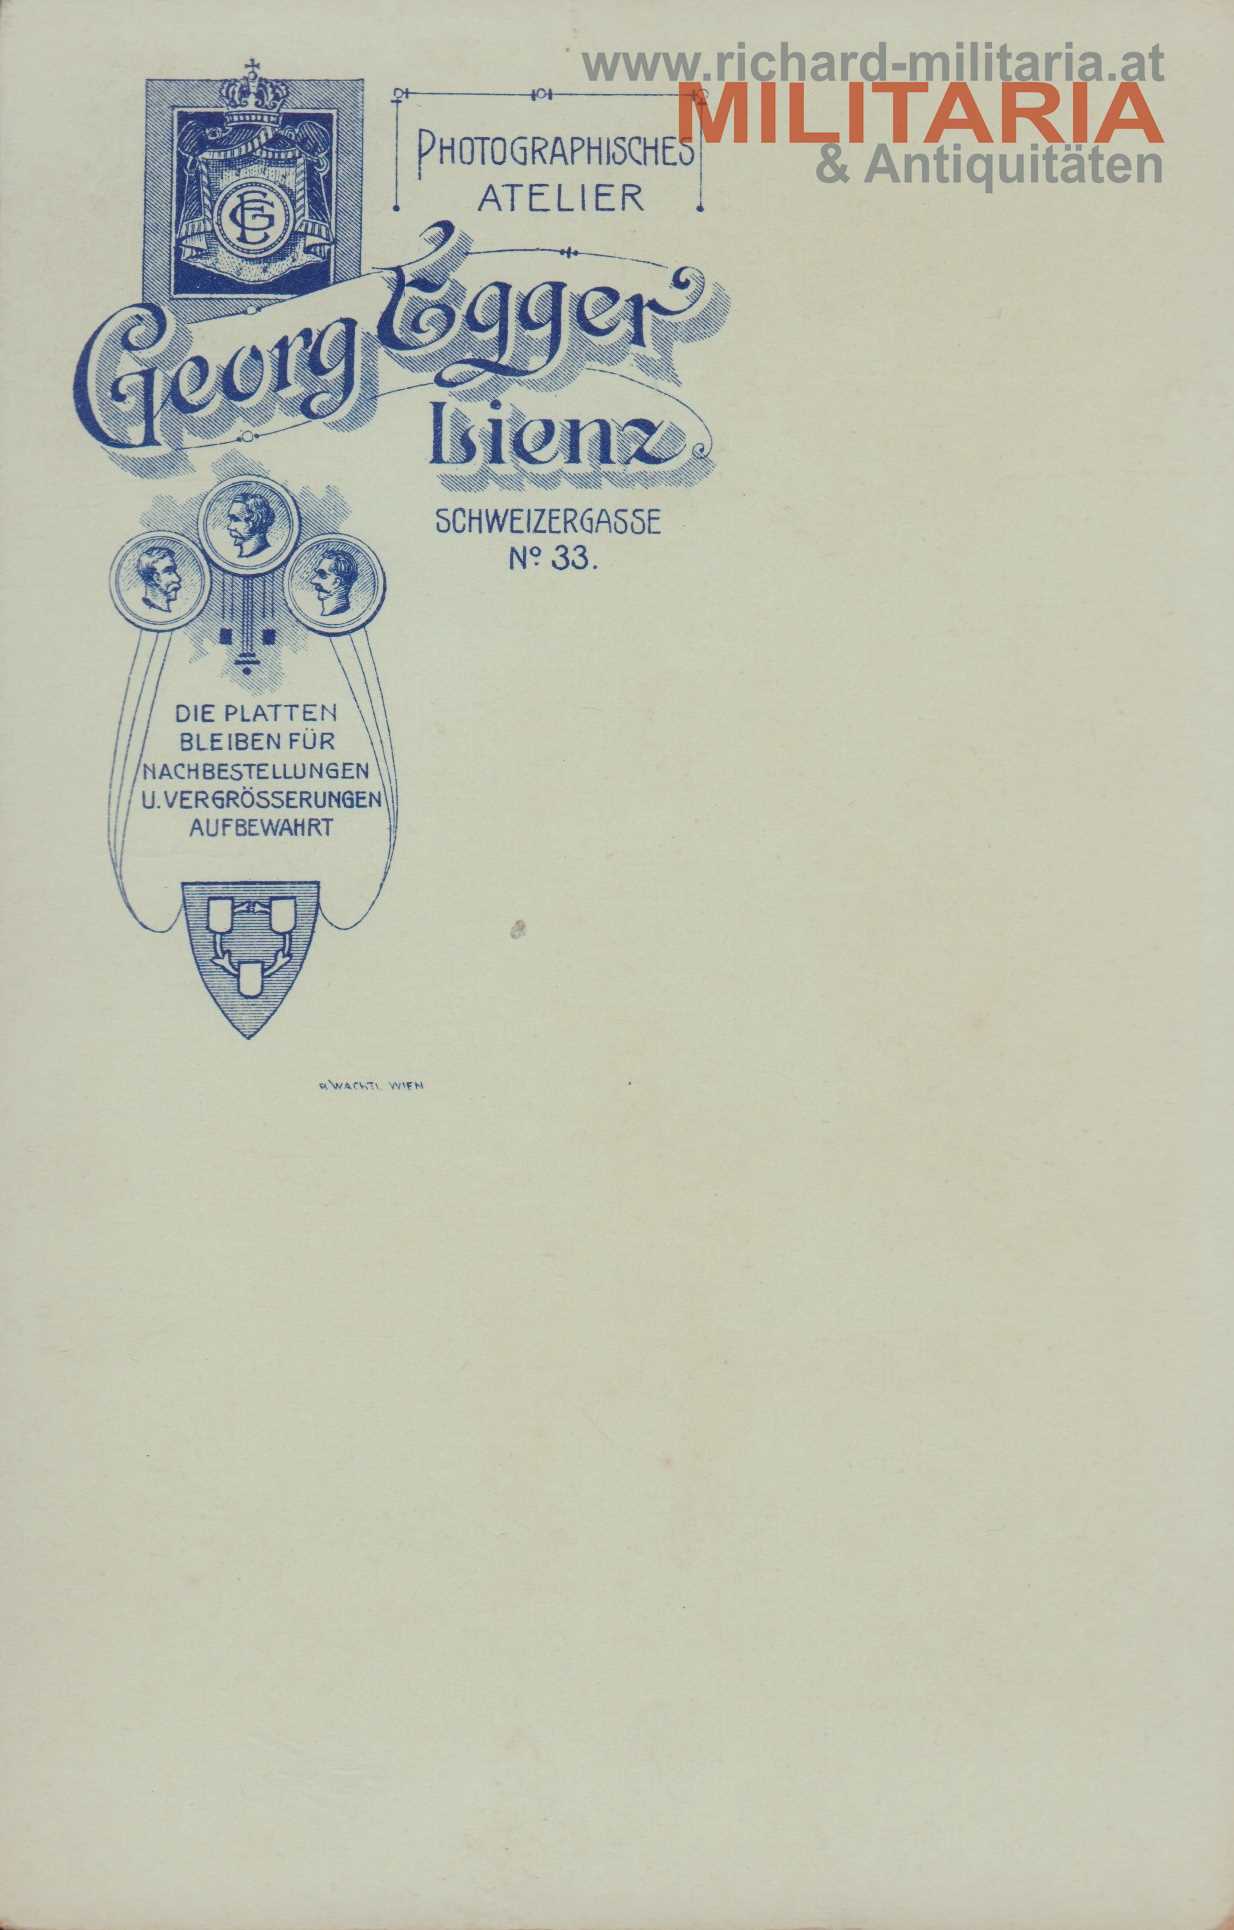 www.richard-militaria.at
MILITARIA
& Antiquitäten
PHOTOGRAPHISCHES
ATELIER
GE
Georg Egger
Lienz
SCHWEIZERGASSE
Nº 33.
DIE PLATTEN
BLEIBEN FÜR
NACHBESTELLUNGEN
U. VERGRÖSSERUNGEN
AUFBEWAHRT
B. WACHTL WIEN